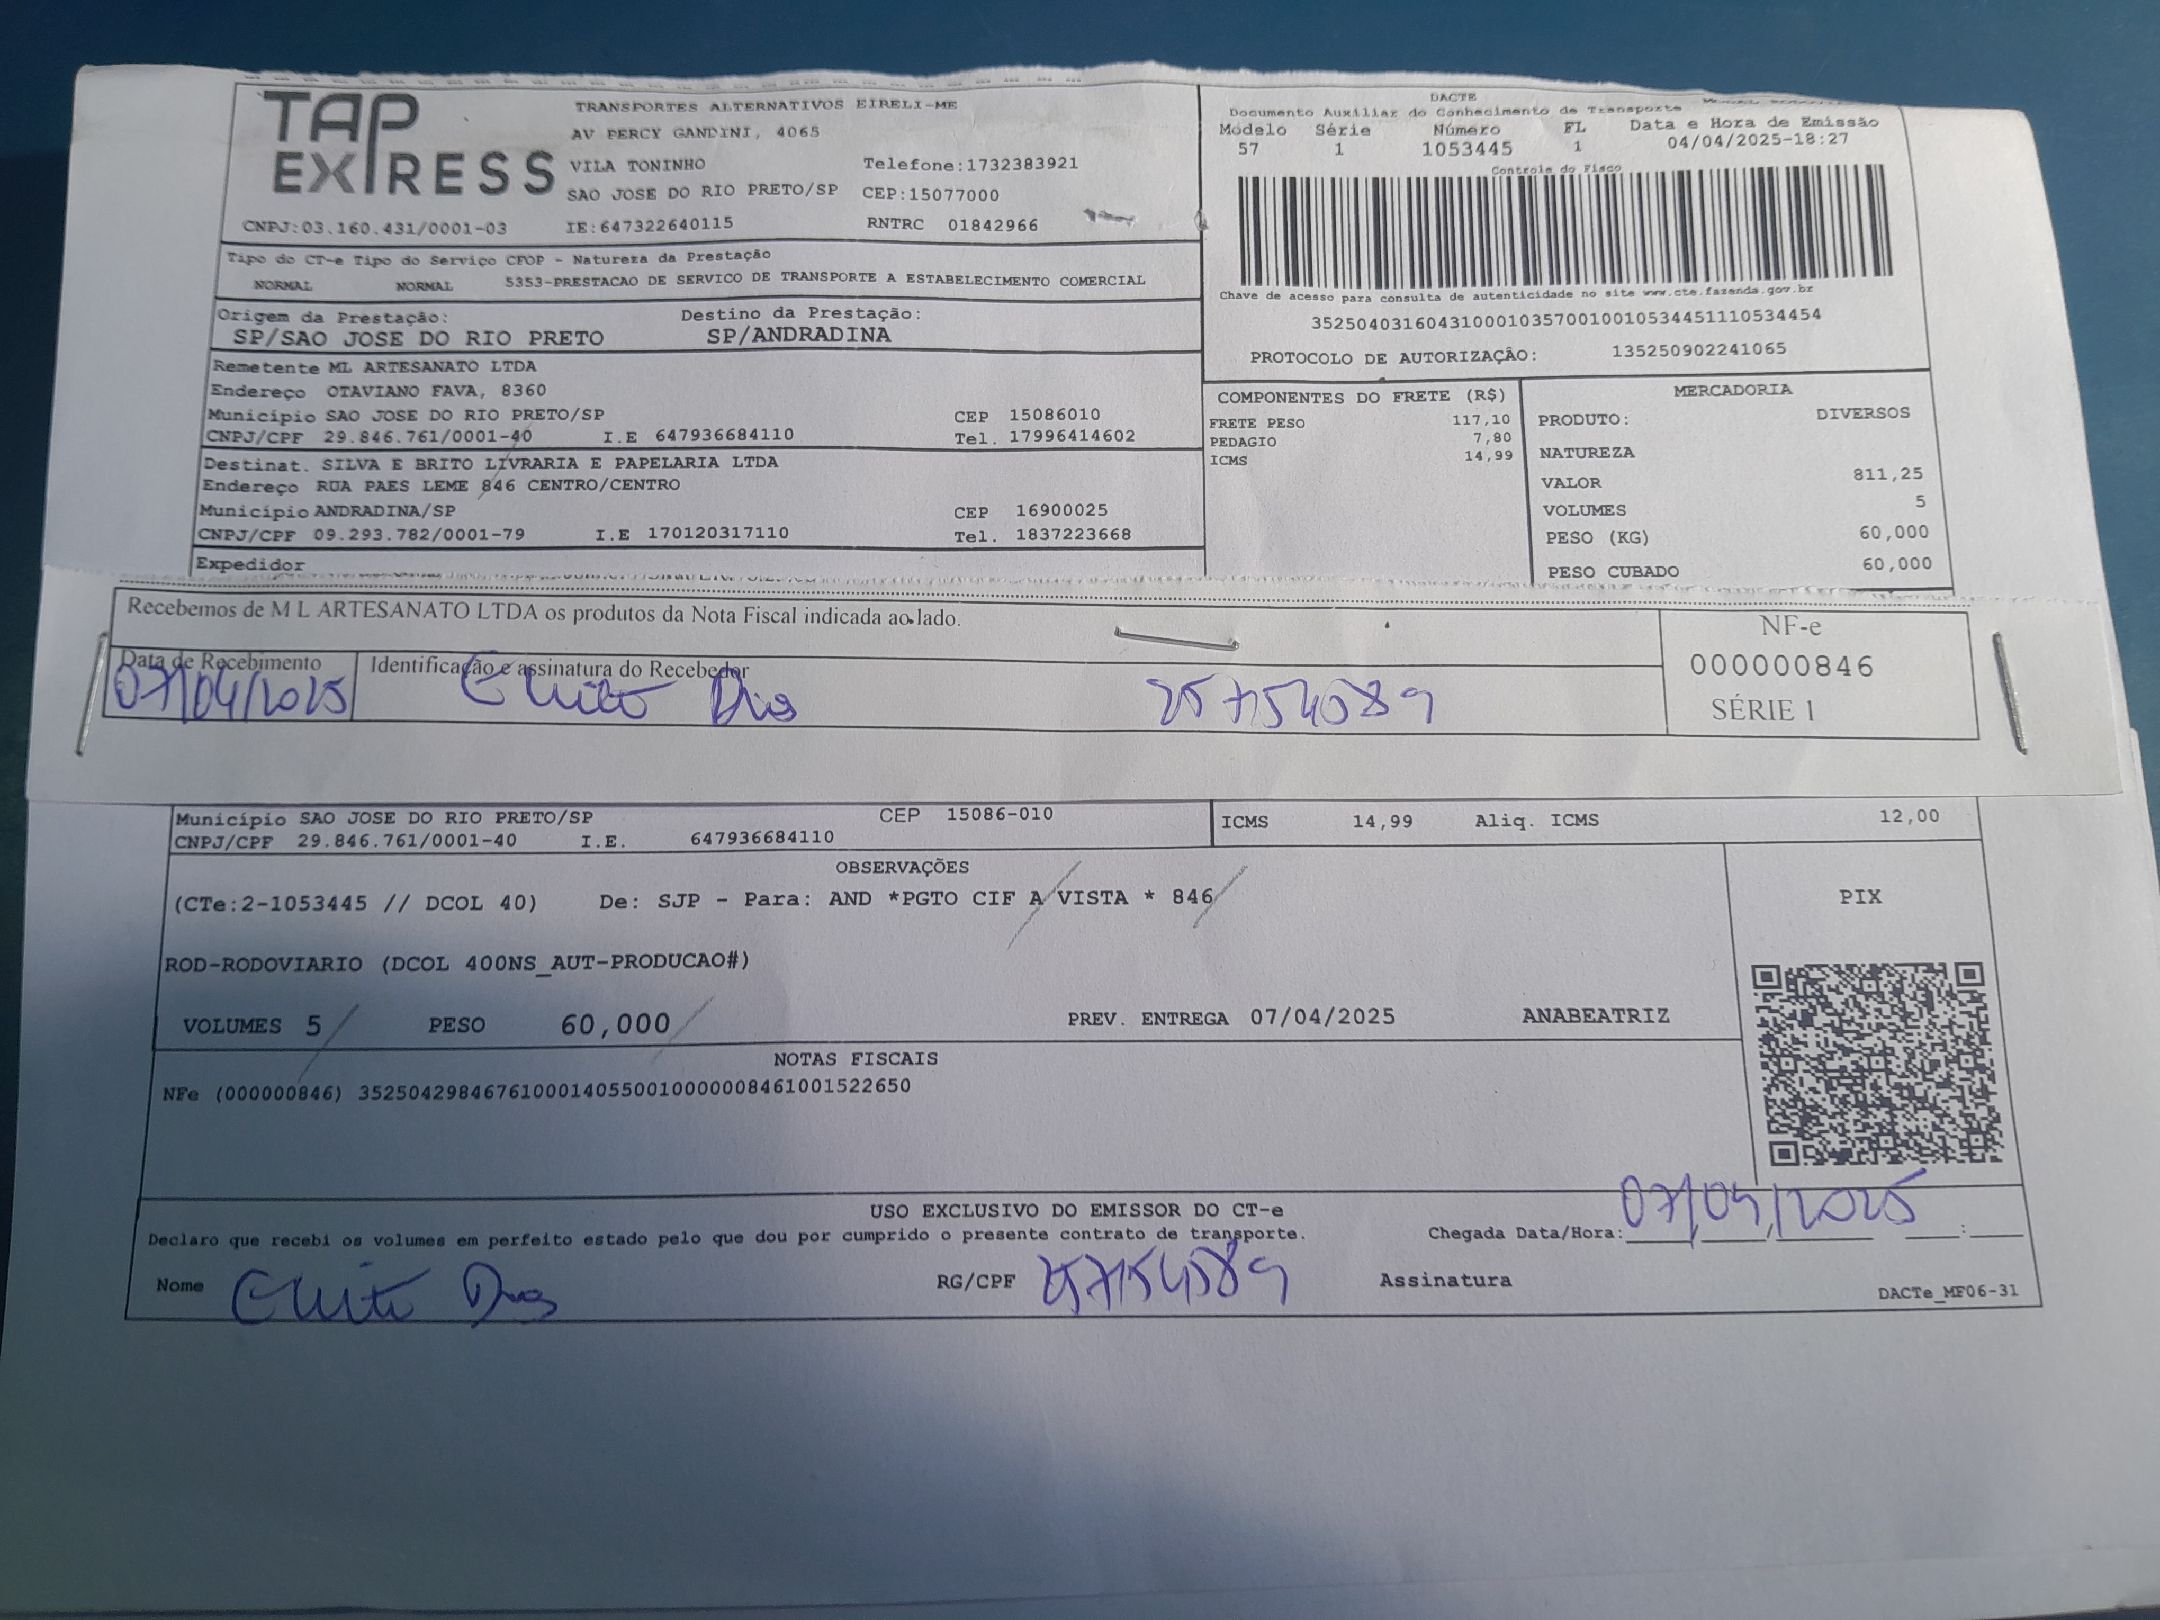 TAP EXPRESS
TRANSPORTES ALTERNATIVOS EIRELI-ME
AV PERCY GANDINI, 4065
VILA TONINHO Telefone:1732383921
SAO JOSE DO RIO PRETO/SP CEP:15077000
CNPJ:03.160.431/0001-03 IE:647322640115 RNTRC 01842966
DACTE
Documento Auxiliar do Conhecimento de Transporte
Modelo Série Número FL Data e Hora de Emissão
57 1 1053445 1 04/04/2025-18:27
Controle do Fisco
Chave de acesso para consulta de autenticidade no site www.cte.fazenda.gov.br
35250403160431000103570010010534451110534454
PROTOCOLO DE AUTORIZAÇÃO: 135250902241065
Tipo do CT-e Tipo do Serviço CFOP - Natureza da Prestação
NORMAL NORMAL 5353-PRESTACAO DE SERVICO DE TRANSPORTE A ESTABELECIMENTO COMERCIAL
Origem da Prestação: Destino da Prestação:
SP/SAO JOSE DO RIO PRETO SP/ANDRADINA
Remetente ML ARTESANATO LTDA
Endereço OTAVIANO FAVA, 8360
Município SAO JOSE DO RIO PRETO/SP CEP 15086010
CNPJ/CPF 29.846.761/0001-40 I.E 647936684110 Tel. 17996414602
Destinat. SILVA E BRITO LIVRARIA E PAPELARIA LTDA
Endereço RUA PAES LEME 846 CENTRO/CENTRO
Município ANDRADINA/SP CEP 16900025
CNPJ/CPF 09.293.782/0001-79 I.E 170120317110 Tel. 1837223668
Expedidor
COMPONENTES DO FRETE (R$)
FRETE PESO 117,10
PEDAGIO 7,80
ICMS 14,99
MERCADORIA
PRODUTO: DIVERSOS
NATUREZA
VALOR 811,25
VOLUMES 5
PESO (KG) 60,000
PESO CUBADO 60,000
Recebemos de M L ARTESANATO LTDA os produtos da Nota Fiscal indicada ao lado.
Data de Recebimento Identificação e assinatura do Recebedor
07/04/2025 Dias 257154089
NF-e
000000846
SÉRIE 1
Município SAO JOSE DO RIO PRETO/SP CEP 15086-010
CNPJ/CPF 29.846.761/0001-40 I.E. 647936684110
ICMS 14,99 Aliq. ICMS 12,00
OBSERVAÇÕES
(CTe:2-1053445 // DCOL 40) De: SJP - Para: AND *PGTO CIF A VISTA * 846
ROD-RODOVIARIO (DCOL 400NS_AUT-PRODUCAO#)
VOLUMES 5 PESO 60,000 PREV. ENTREGA 07/04/2025 ANABEATRIZ
PIX
NOTAS FISCAIS
NFe (000000846) 35250429846761000140550010000008461001522650
USO EXCLUSIVO DO EMISSOR DO CT-e
Declaro que recebi os volumes em perfeito estado pelo que dou por cumprido o presente contrato de transporte. Chegada Data/Hora: 07/04/2025 :
Nome Dias RG/CPF Assinatura
DACTe_MF06-31